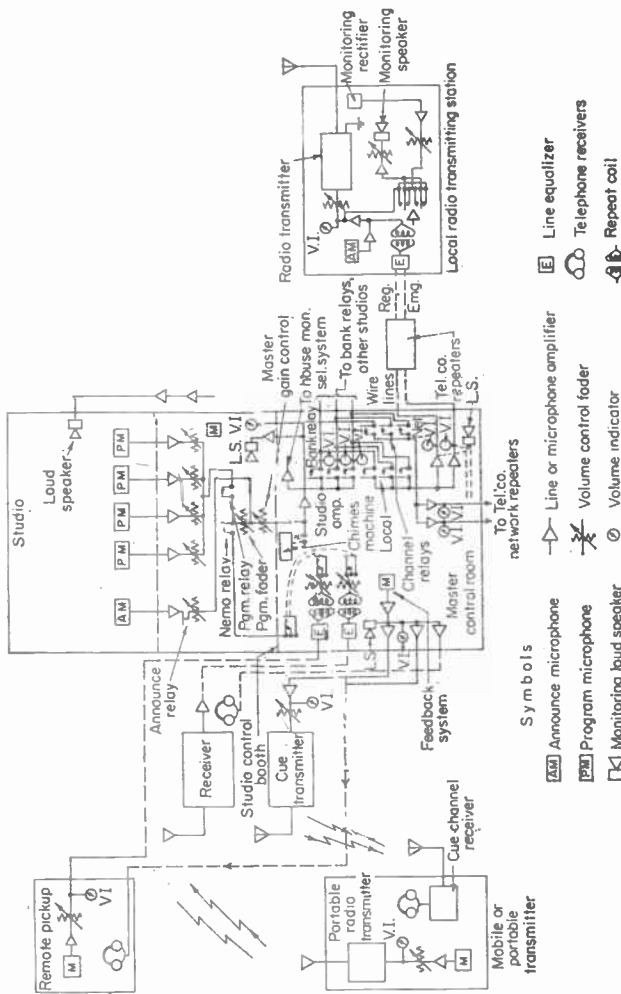 Studio
Loud
speaker
AM
PM
PM
PM
PM
M
L.S.
V.I.
Announce
relay
Nemo relay
Pgm. relay
Pgm. fader
Master
gain control
To house mon.
sel. system
To bank relays,
other studios
Bank relay
Studio
amp.
Chimes
machine
Local
Channel
relays
Master
control room
Wire
lines
Reg.
Emg.
Tel. co.
repeaters
L.S.
To Tel. co.
network repeaters
V.I.
V.I.
E
E
M
L.S.
V.I.
Feedback
system
Studio control
booth
Receiver
Cue
transmitter
V.I.
Remote pickup
M
V I
Portable
radio
transmitter
V.I.
M
Cue channel
receiver
Mobile or
portable
transmitter
Radio transmitter
V.I.
AM
E
Monitoring
rectifier
Monitoring
speaker
Local radio transmitting station
Symbols
AM Announce microphone
PM Program microphone
Monitoring loud speaker
Line or microphone amplifier
Volume control fader
Volume indicator
E Line equalizer
Telephone receivers
Repeat coil